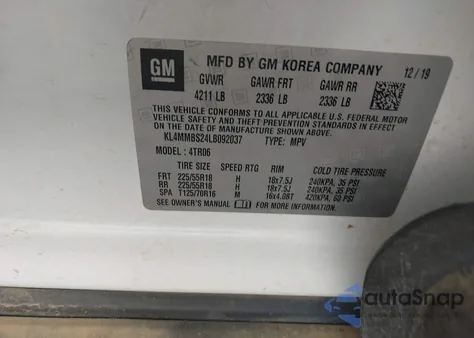 GM
MFD BY GM KOREA COMPANY 12/19
GVWR GAWR FRT GAWR RR
4211 LB 2336 LB 2336 LB
THIS VEHICLE CONFORMS TO ALL APPLICABLE U.S. FEDERAL MOTOR
VEHICLE SAFETY, BUMPER, AND THEFT PREVENTION STANDARDS IN
EFFECT ON THE DATE OF MANUFACTURE SHOWN ABOVE.
KL4MMBS24LB092037 TYPE: MPV
MODEL: 4TR06
TIRE SIZE SPEED RTG RIM COLD TIRE PRESSURE
FRT 225/55R18 H 18x7.5J 240KPA, 35 PSI
RR 225/55R18 H 18x7.5J 240KPA, 35 PSI
SPA T125/70R16 M 16x4.0BT 420KPA, 60 PSI
SEE OWNER'S MANUAL FOR MORE INFORMATION.
autoSnap